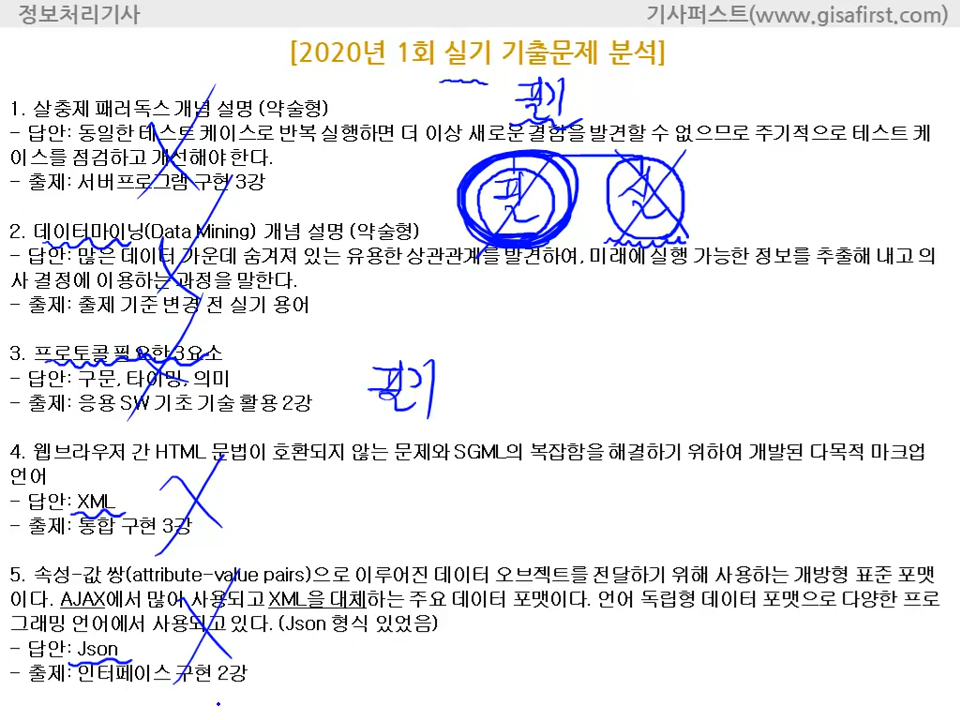 정보처리기사
기사퍼스트(www.gisafirst.com)
[2020년 1회 실기 기출문제 분석]
필기
1. 살충제 패러독스 개념 설명 (약술형)
- 답안: 동일한 테스트 케이스로 반복 실행하면 더 이상 새로운 결함을 발견할 수 없으므로 주기적으로 테스트 케
이스를 점검하고 개선해야 한다.
- 출제: 서버프로그램 구현 3강
필 실
2. 데이터마이닝(Data Mining) 개념 설명 (약술형)
- 답안: 많은 데이터 가운데 숨겨져 있는 유용한 상관관계를 발견하여, 미래에 실행 가능한 정보를 추출해 내고 의
사 결정에 이용하는 과정을 말한다.
- 출제: 출제 기준 변경 전 실기 용어
3. 프로토콜 필요한 3요소
- 답안: 구문, 타이밍, 의미
필기
- 출제: 응용 SW 기초 기술 활용 2강
4. 웹브라우저 간 HTML 문법이 호환되지 않는 문제와 SGML의 복잡함을 해결하기 위하여 개발된 다목적 마크업
언어
- 답안: XML
- 출제: 통합 구현 3강
5. 속성-값 쌍(attribute-value pairs)으로 이루어진 데이터 오브젝트를 전달하기 위해 사용하는 개방형 표준 포맷
이다. AJAX에서 많이 사용되고 XML을 대체하는 주요 데이터 포맷이다. 언어 독립형 데이터 포맷으로 다양한 프로
그래밍 언어에서 사용되고 있다. (Json 형식 있었음)
- 답안: Json
- 출제: 인터페이스 구현 2강